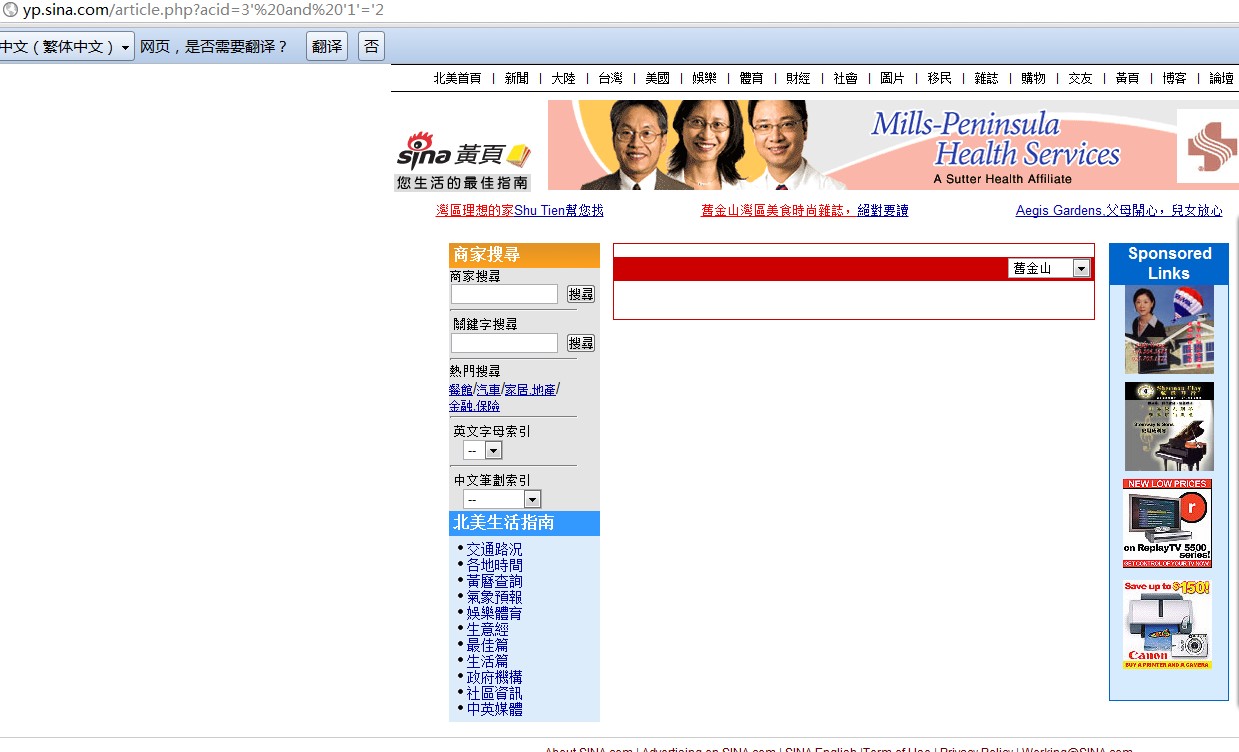 yp.sina.com/article.php?acid=3'%20and%20'1'='2
中文（繁体中文） 网页，是否需要翻译？ 翻译 否
北美首頁 | 新聞 | 大陸 | 台灣 | 美國 | 娛樂 | 體育 | 財經 | 社會 | 圖片 | 移民 | 雜誌 | 購物 | 交友 | 黃頁 | 博客 | 論壇
sina 黃頁
您生活的最佳指南
Mills-Peninsula
Health Services
A Sutter Health Affiliate
灣區理想的家Shu Tien幫您找
舊金山灣區美食時尚雜誌，絕對要讀
Aegis Gardens,父母開心，兒女放心
商家搜尋
商家搜尋
搜尋
關鍵字搜尋
搜尋
熱門搜尋
餐館/汽車/家居.地產/
金融.保險
英文字母索引
--
中文筆劃索引
--
北美生活指南
交通路況
各地時間
黃曆查詢
氣象預報
娛樂體育
生意經
最佳篇
生活篇
政府機構
社區資訊
中英媒體
舊金山
Sponsored
Links
RE/MAX
Sherman Clay
NEW LOW PRICES
r
on ReplayTV 5500
series!
GET CONTROL OF YOUR TV NOW!
Save up to $150!
Canon
BUY A PRINTER AND A CAMERA
About SINA.com | Advertising on SINA.com | SINA English |Term of Use | Privacy Policy | Working@SINA.com